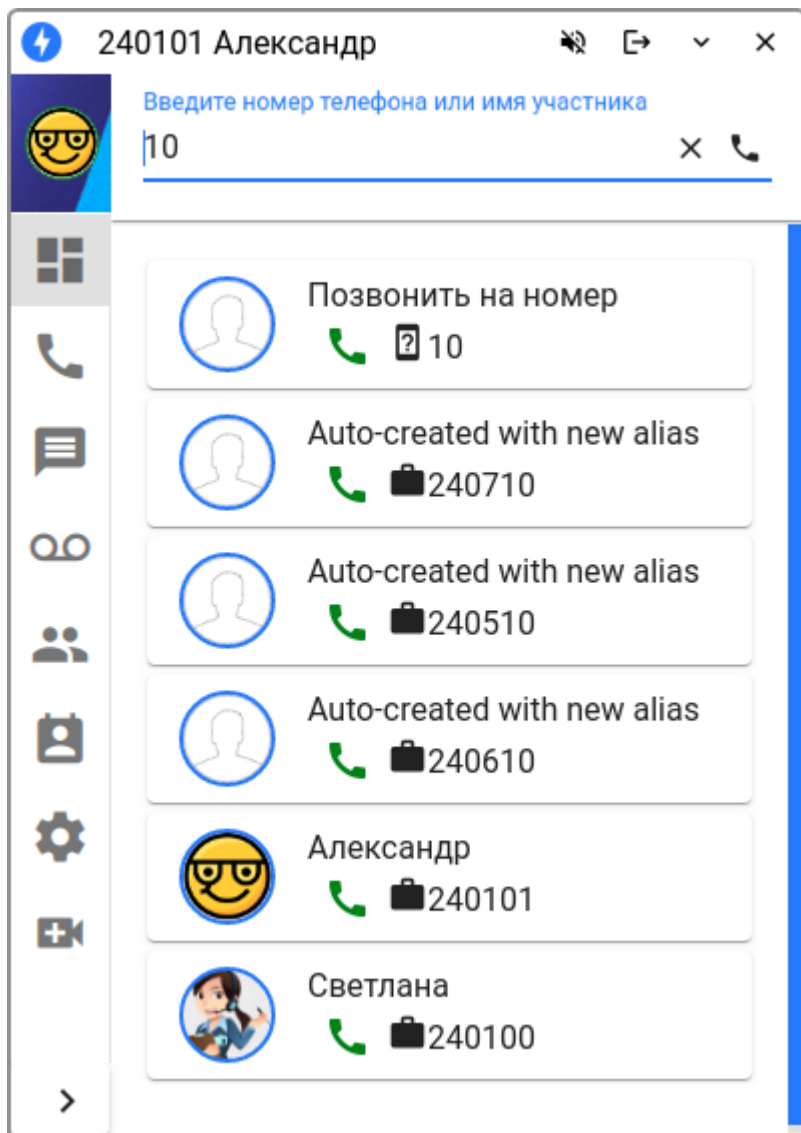 240101 Александр
Введите номер телефона или имя участника
10
Позвонить на номер
10
Auto-created with new alias
240710
Auto-created with new alias
240510
Auto-created with new alias
240610
Александр
240101
Светлана
240100